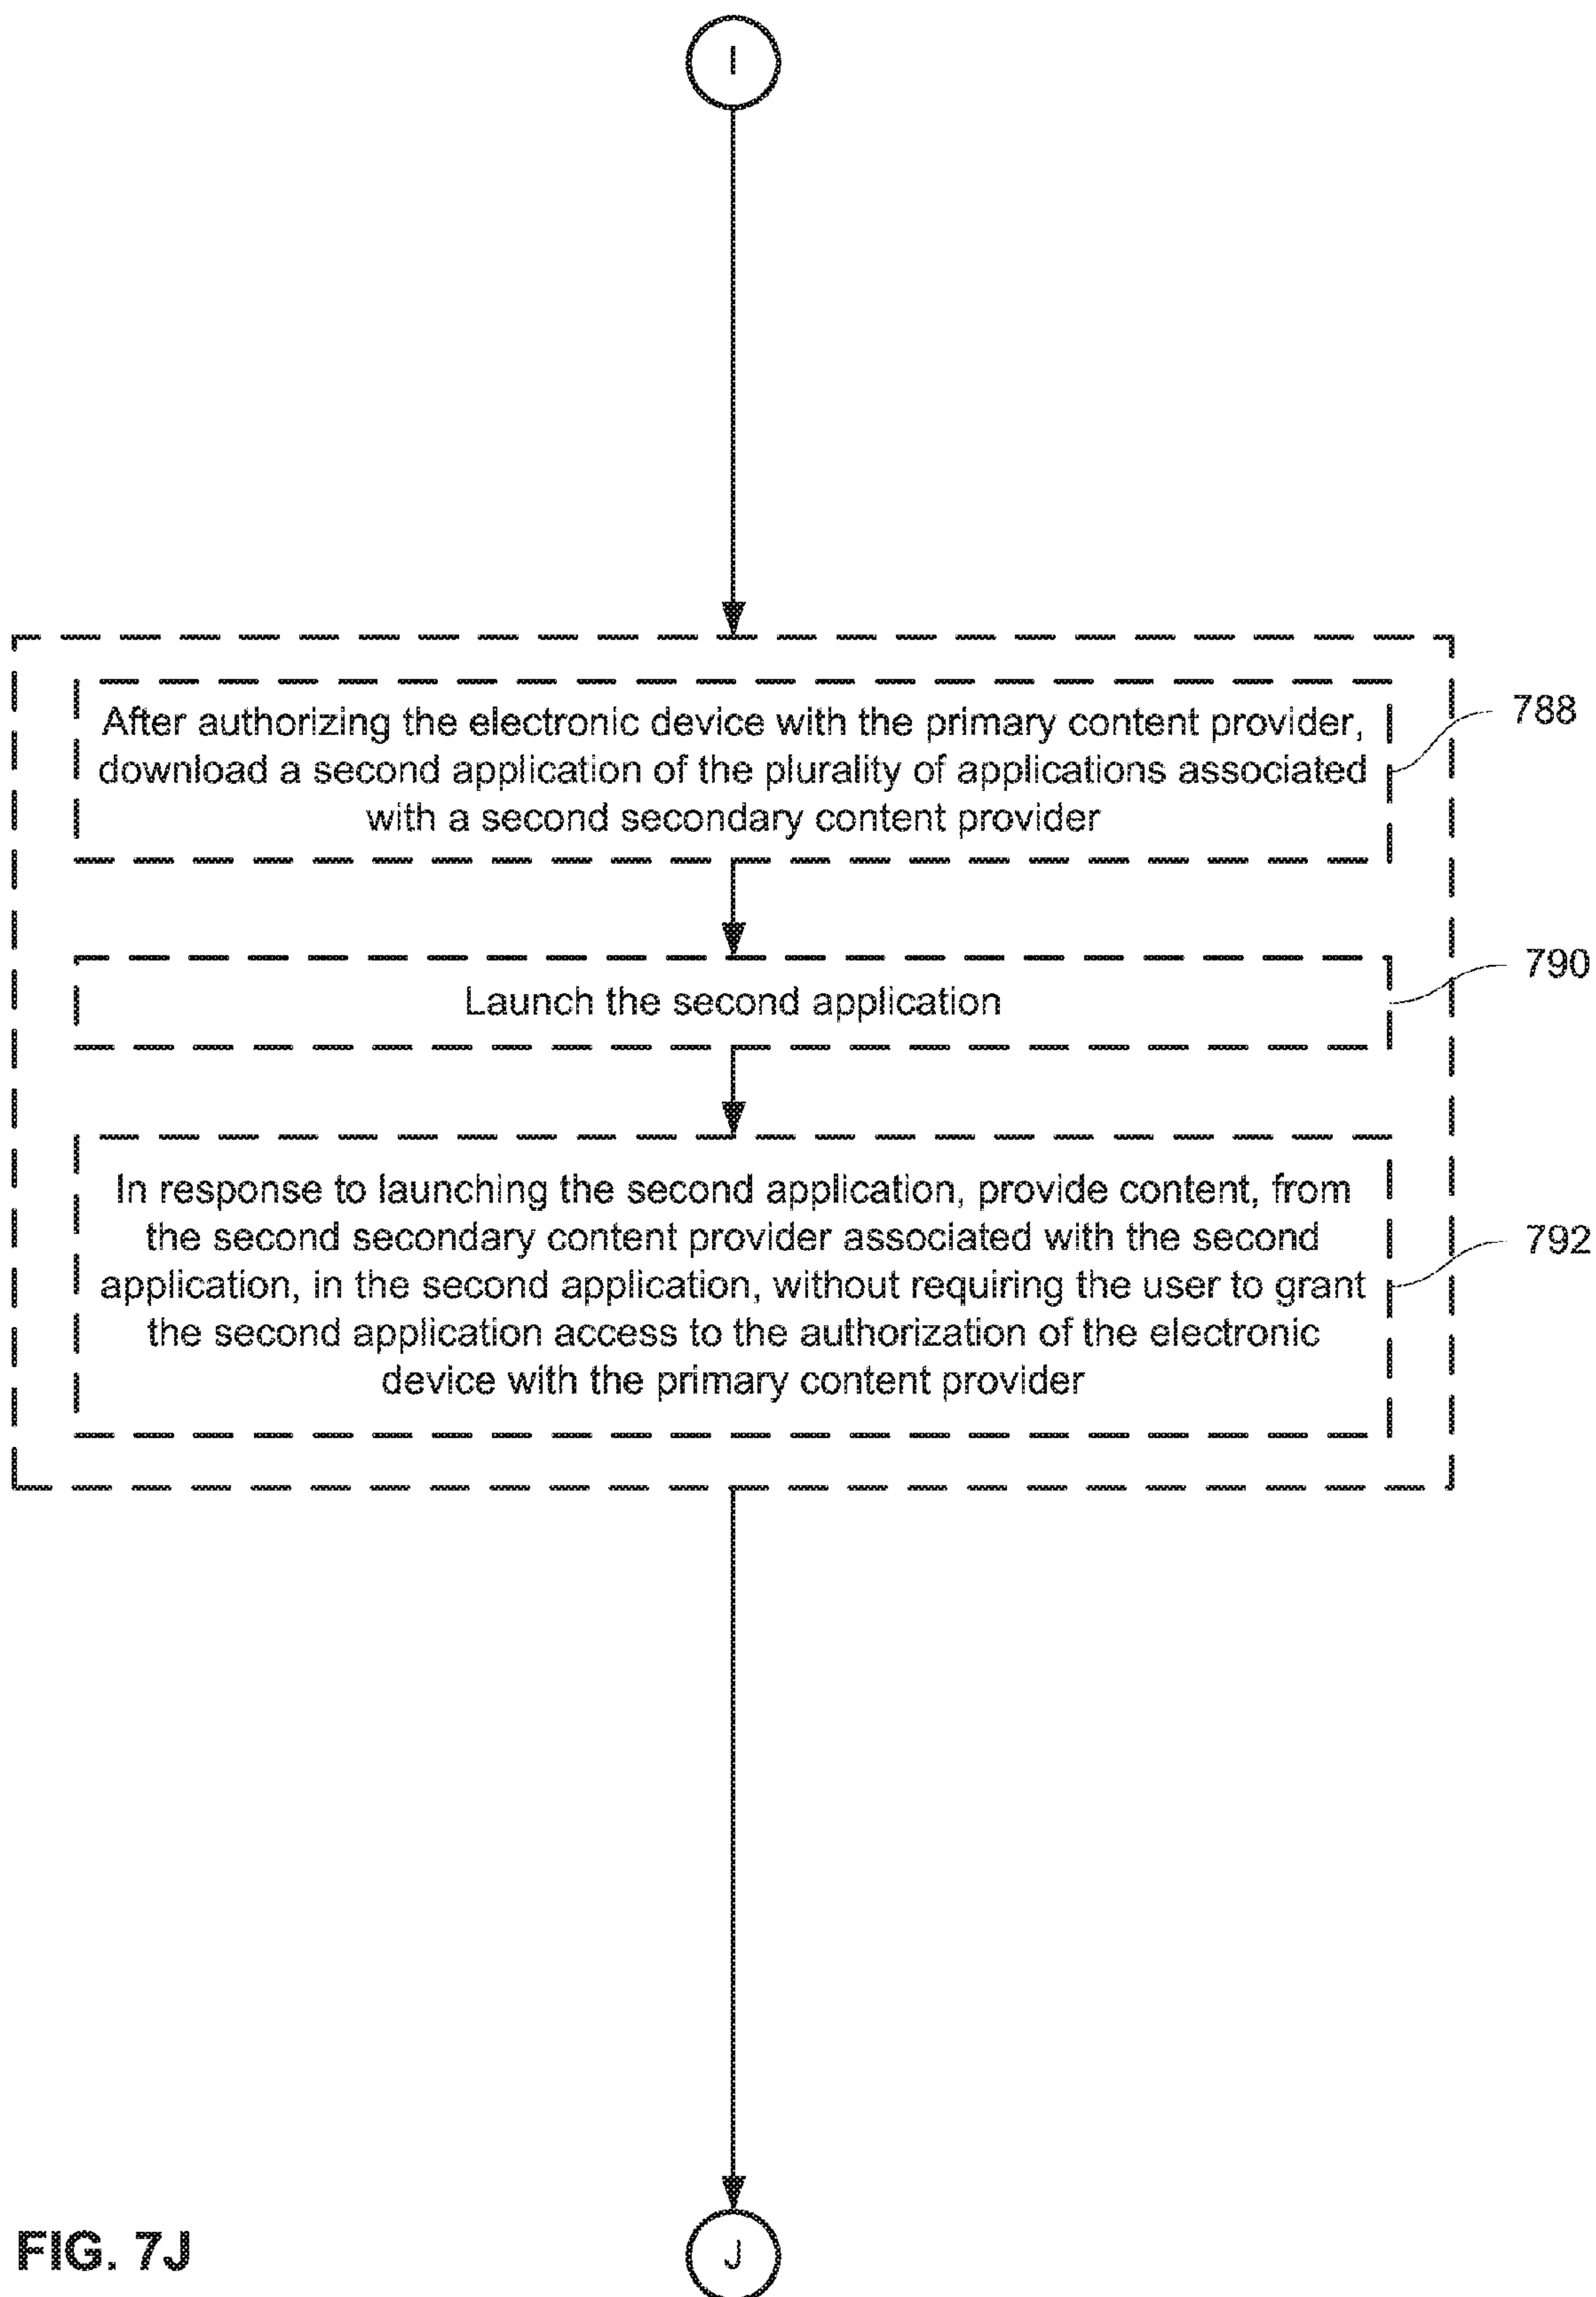 I
After authorizing the electronic device with the primary content provider,
download a second application of the plurality of applications associated
with a second secondary content provider
788
Launch the second application
790
In response to launching the second application, provide content, from
the second secondary content provider associated with the second
application, in the second application, without requiring the user to grant
the second application access to the authorization of the electronic
device with the primary content provider
792
J
FIG. 7J